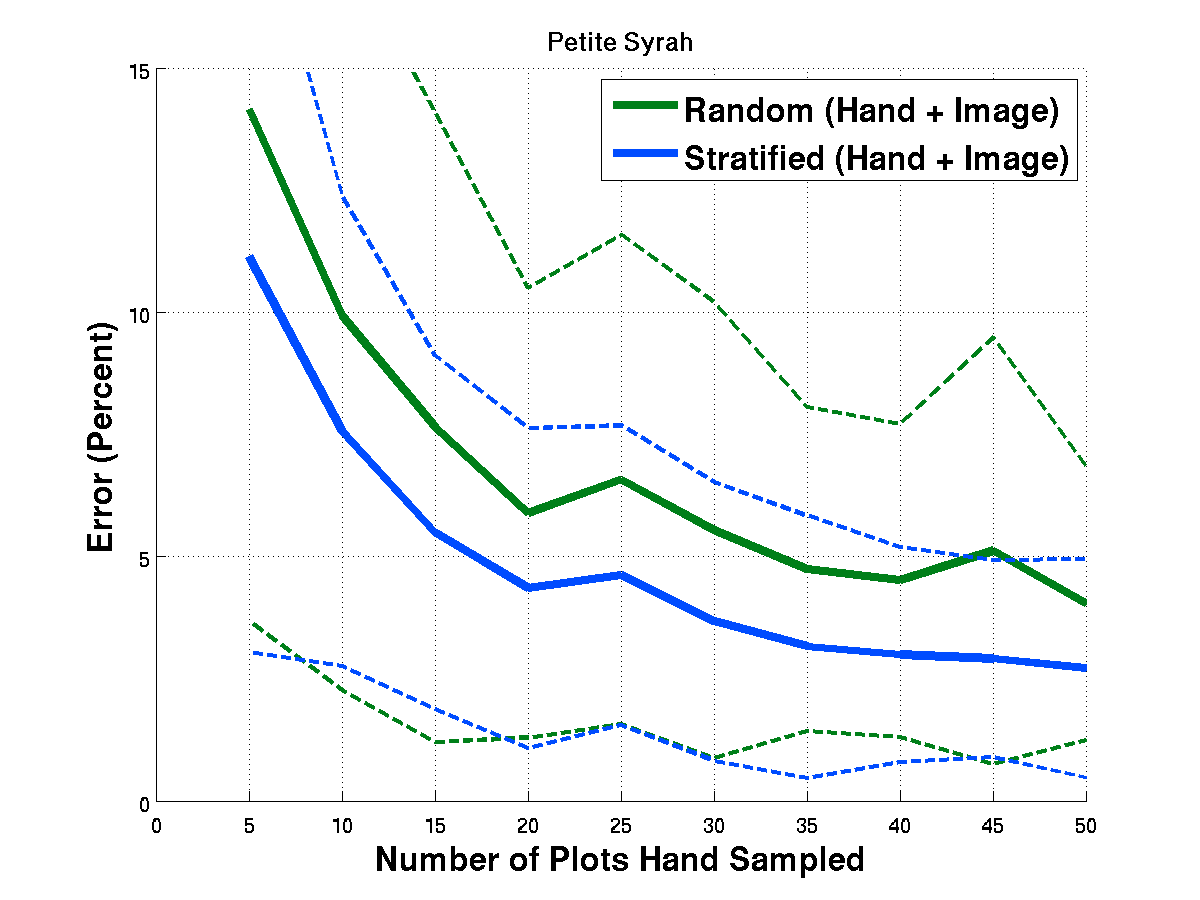 Petite Syrah
15
10
5
0
Error (Percent)
Random (Hand + Image)
Stratified (Hand + Image)
0 5 10 15 20 25 30 35 40 45 50
Number of Plots Hand Sampled